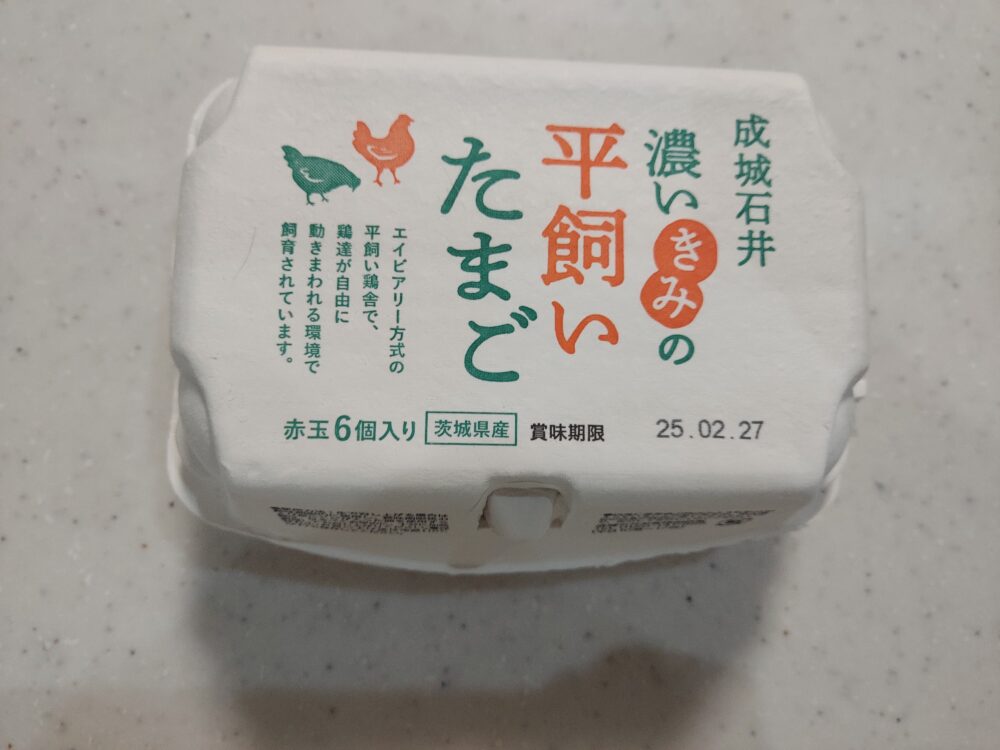 成城石井
濃いきみの
平飼い
たまご
エイビアリー方式の
平飼い鶏舎で、
鶏達が自由に
動きまわれる環境で
飼育されています。
赤玉6個入り 茨城県産 賞味期限 25.02.27